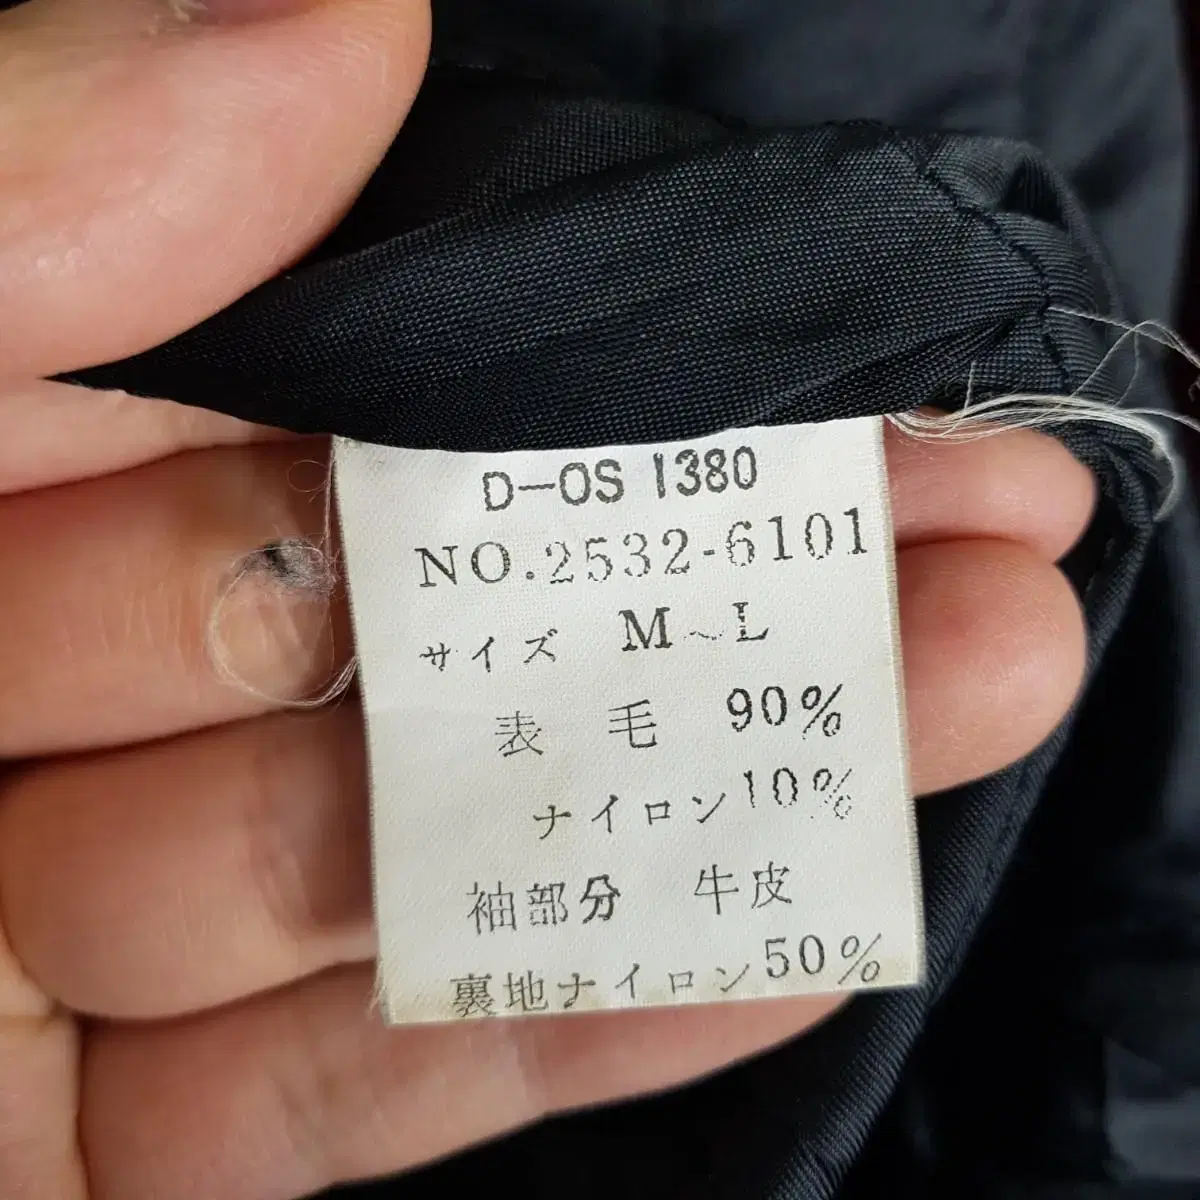 D-OS 1380
NO.2532-6101
サイズ M~L
表 毛 90%
ナイロン10%
袖部分 牛皮
裏地ナイロン50%